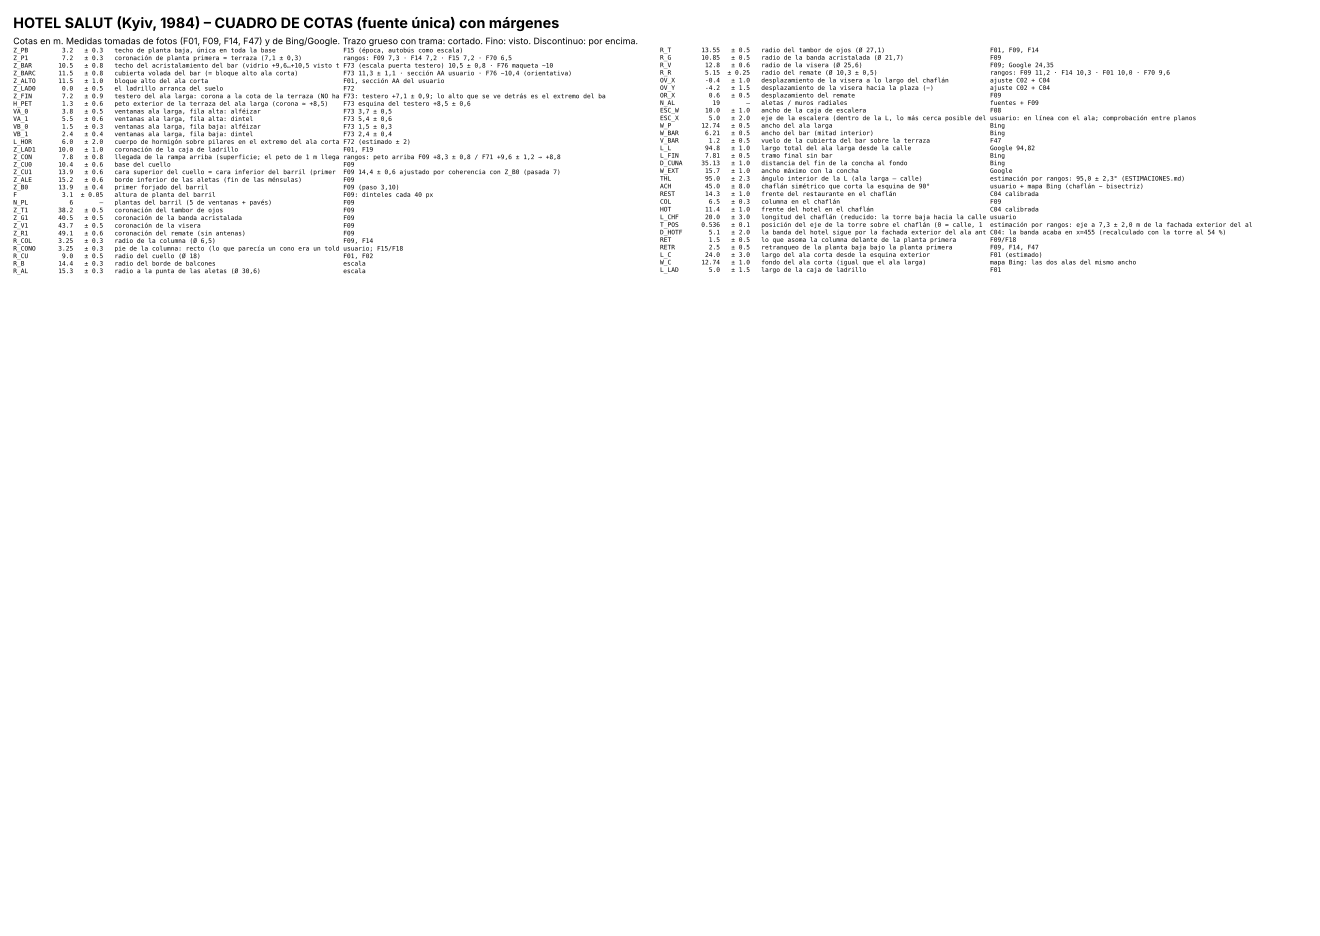 HOTEL SALUT (Kyiv, 1984) – CUADRO DE COTAS (fuente única) con márgenes
Cotas en m. Medidas tomadas de fotos (F01, F09, F14, F47) y de Bing/Google. Trazo grueso con trama: cortado. Fino: visto. Discontinuo: por encima.
Z_PB 3.2 ± 0.3 techo de planta baja, única en toda la base F15 (época, autobús como escala)
Z_P1 7.2 ± 0.3 coronación de planta primera = terraza (7,1 ± 0,3) rangos: F09 7,3 · F14 7,2 · F15 7,2 · F70 6,5
Z_BAR 10.5 ± 0.8 techo del acristalamiento del bar (vidrio +9,6…+10,5 visto t F73 (escala puerta testero) 10,5 ± 0,8 · F76 maqueta ~10
Z_BARC 11.5 ± 0.8 cubierta volada del bar (= bloque alto ala corta) F73 11,3 ± 1,1 · sección AA usuario · F76 ~10,4 (orientativa)
Z_ALTO 11.5 ± 1.0 bloque alto del ala corta F01, sección AA del usuario
Z_LAD0 0.0 ± 0.5 el ladrillo arranca del suelo F72
Z_FIN 7.2 ± 0.9 testero del ala larga: corona a la cota de la terraza (NO ha F73: testero +7,1 ± 0,9; lo alto que se ve detrás es el extremo del ba
H_PET 1.3 ± 0.6 peto exterior de la terraza del ala larga (corona ≈ +8,5) F73 esquina del testero +8,5 ± 0,6
VA_0 3.8 ± 0.5 ventanas ala larga, fila alta: alféizar F73 3,7 ± 0,5
VA_1 5.5 ± 0.6 ventanas ala larga, fila alta: dintel F73 5,4 ± 0,6
VB_0 1.5 ± 0.3 ventanas ala larga, fila baja: alféizar F73 1,5 ± 0,3
VB_1 2.4 ± 0.4 ventanas ala larga, fila baja: dintel F73 2,4 ± 0,4
L_HOR 6.0 ± 2.0 cuerpo de hormigón sobre pilares en el extremo del ala corta F72 (estimado ± 2)
Z_LAD1 10.0 ± 1.0 coronación de la caja de ladrillo F01, F19
Z_CON 7.8 ± 0.8 llegada de la rampa arriba (superficie; el peto de 1 m llega rangos: peto arriba F09 +8,3 ± 0,8 / F71 +9,6 ± 1,2 → +8,8
Z_CU0 10.4 ± 0.6 base del cuello F09
Z_CU1 13.9 ± 0.6 cara superior del cuello = cara inferior del barril (primer F09 14,4 ± 0,6 ajustado por coherencia con Z_B0 (pasada 7)
Z_ALE 15.2 ± 0.6 borde inferior de las aletas (fin de las ménsulas) F09
Z_B0 13.9 ± 0.4 primer forjado del barril F09 (paso 3,10)
F 3.1 ± 0.05 altura de planta del barril F09: dinteles cada 40 px
N_PL 6 — plantas del barril (5 de ventanas + pavés) F09
Z_T1 38.2 ± 0.5 coronación del tambor de ojos F09
Z_G1 40.5 ± 0.5 coronación de la banda acristalada F09
Z_V1 43.7 ± 0.5 coronación de la visera F09
Z_R1 49.1 ± 0.6 coronación del remate (sin antenas) F09
R_COL 3.25 ± 0.3 radio de la columna (Ø 6,5) F09, F14
R_CONO 3.25 ± 0.3 pie de la columna: recto (lo que parecía un cono era un told usuario; F15/F18
R_CU 9.0 ± 0.5 radio del cuello (Ø 18) F01, F02
R_B 14.4 ± 0.3 radio del borde de balcones escala
R_AL 15.3 ± 0.3 radio a la punta de las aletas (Ø 30,6) escala
R_T 13.55 ± 0.5 radio del tambor de ojos (Ø 27,1) F01, F09, F14
R_G 10.85 ± 0.5 radio de la banda acristalada (Ø 21,7) F09
R_V 12.8 ± 0.6 radio de la visera (Ø 25,6) F09; Google 24,35
R_R 5.15 ± 0.25 radio del remate (Ø 10,3 ± 0,5) rangos: F09 11,2 · F14 10,3 · F01 10,0 · F70 9,6
OV_X -0.4 ± 1.0 desplazamiento de la visera a lo largo del chaflán ajuste C02 + C04
OV_Y -4.2 ± 1.5 desplazamiento de la visera hacia la plaza (−) ajuste C02 + C04
OR_X 0.6 ± 0.5 desplazamiento del remate F09
N_AL 19 — aletas / muros radiales fuentes + F09
ESC_W 10.0 ± 1.0 ancho de la caja de escalera F08
ESC_X 5.0 ± 2.0 eje de la escalera (dentro de la L, lo más cerca posible del usuario: en línea con el ala; comprobación entre planos
W_P 12.74 ± 0.5 ancho del ala larga Bing
W_BAR 6.21 ± 0.5 ancho del bar (mitad interior) Bing
V_BAR 1.2 ± 0.5 vuelo de la cubierta del bar sobre la terraza F47
L_L 94.8 ± 1.0 largo total del ala larga desde la calle Google 94,82
L_FIN 7.81 ± 0.5 tramo final sin bar Bing
D_CUNA 35.13 ± 1.0 distancia del fin de la concha al fondo Bing
W_EXT 15.7 ± 1.0 ancho máximo con la concha Google
THL 95.0 ± 2.3 ángulo interior de la L (ala larga – calle) estimación por rangos: 95,0 ± 2,3° (ESTIMACIONES.md)
ACH 45.0 ± 8.0 chaflán simétrico que corta la esquina de 90° usuario + mapa Bing (chaflán − bisectriz)
REST 14.3 ± 1.0 frente del restaurante en el chaflán C04 calibrada
COL 6.5 ± 0.3 columna en el chaflán F09
HOT 11.4 ± 1.0 frente del hotel en el chaflán C04 calibrada
L_CHF 20.0 ± 3.0 longitud del chaflán (reducido: la torre baja hacia la calle usuario
T_POS 0.536 ± 0.1 posición del eje de la torre sobre el chaflán (0 = calle, 1 estimación por rangos: eje a 7,3 ± 2,0 m de la fachada exterior del al
D_HOTF 5.1 ± 2.0 la banda del hotel sigue por la fachada exterior del ala ant C04: la banda acaba en x=455 (recalculado con la torre al 54 %)
RET 1.5 ± 0.5 lo que asoma la columna delante de la planta primera F09/F18
RETR 2.5 ± 0.5 retranqueo de la planta baja bajo la planta primera F09, F14, F47
L_C 24.0 ± 3.0 largo del ala corta desde la esquina exterior F01 (estimado)
W_C 12.74 ± 1.0 fondo del ala corta (igual que el ala larga) mapa Bing: las dos alas del mismo ancho
L_LAD 5.0 ± 1.5 largo de la caja de ladrillo F01